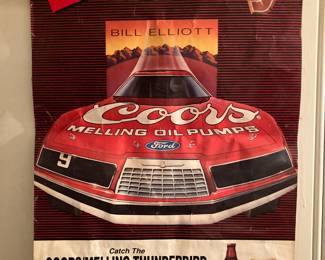 BILL ELLIOTT
Coors
MELLING OIL PUMPS
Ford
9
Catch The
COORS/MELLING THUNDERBIRD